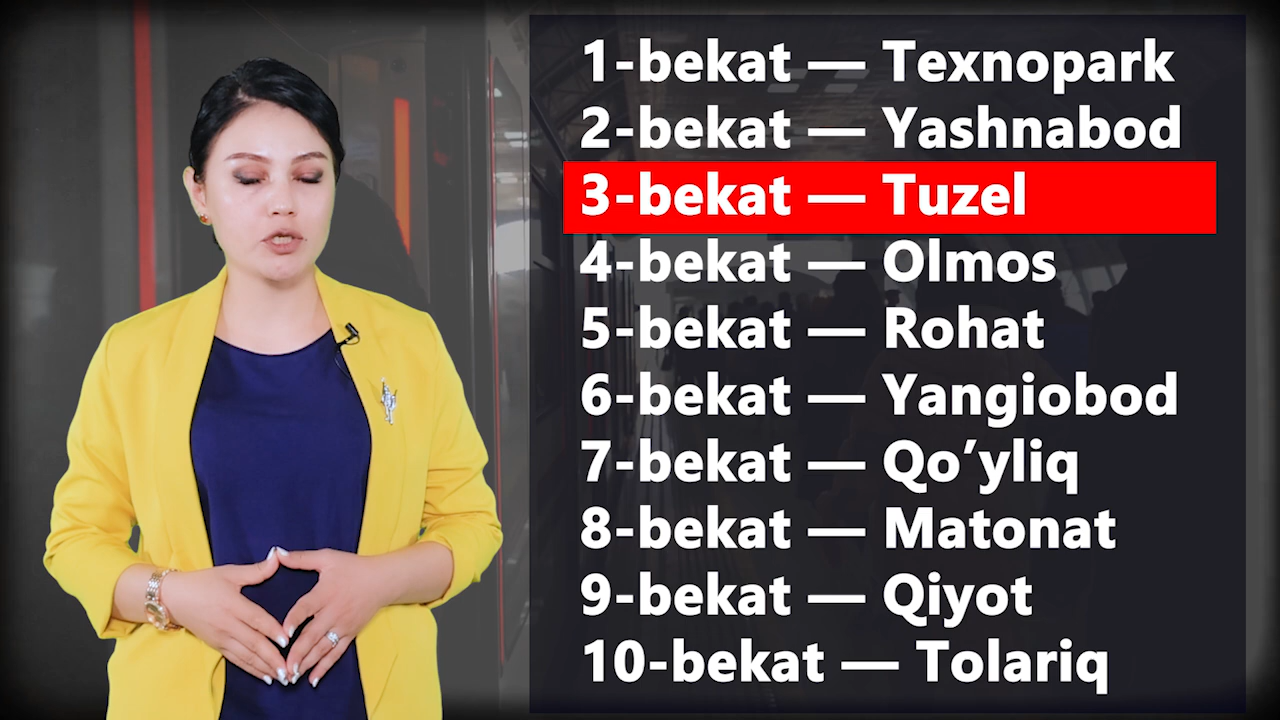 1-bekat — Texnopark
2-bekat — Yashnabod
3-bekat — Tuzel
4-bekat — Olmos
5-bekat — Rohat
6-bekat — Yangiobod
7-bekat — Qo’yliq
8-bekat — Matonat
9-bekat — Qiyot
10-bekat — Tolariq